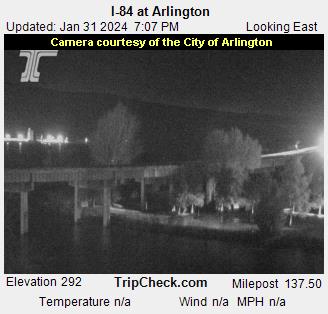 I-84 at Arlington
Updated: Jan 31 2024 7:07 PM Looking East
Camera courtesy of the City of Arlington
Elevation 292 TripCheck.com Milepost 137.50
Temperature n/a Wind n/a MPH n/a